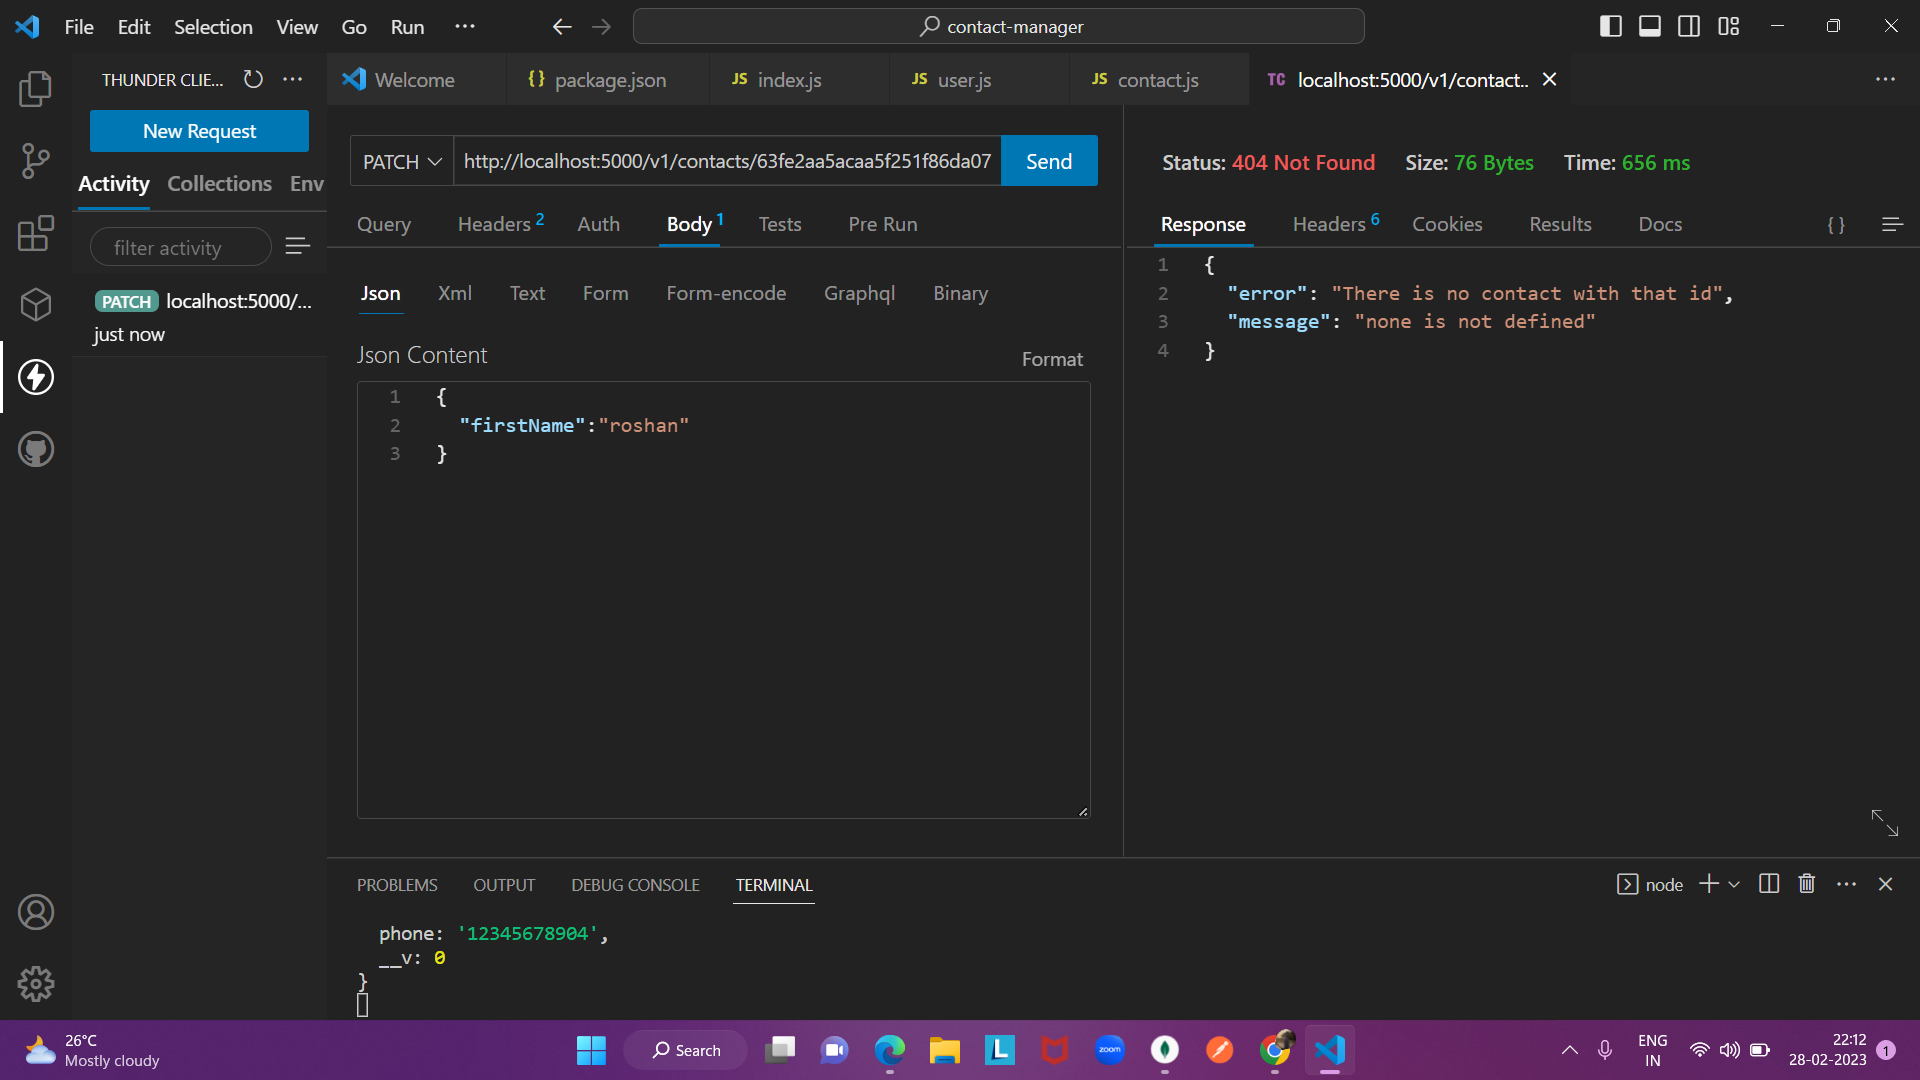 File Edit Selection View Go Run ···
contact-manager
THUNDER CLIE... ···
Welcome
{} package.json
JS index.js
JS user.js
JS contact.js
TC localhost:5000/v1/contact..
···
New Request
Activity Collections Env
filter activity
PATCH localhost:5000/...
just now
PATCH http://localhost:5000/v1/contacts/63fe2aa5acaa5f251f86da07 Send
Query Headers 2 Auth Body 1 Tests Pre Run
Json Xml Text Form Form-encode Graphql Binary
Json Content
Format
1 {
2 "firstName":"roshan"
3 }
Status: 404 Not Found Size: 76 Bytes Time: 656 ms
Response Headers 6 Cookies Results Docs { }
1 {
2 "error": "There is no contact with that id",
3 "message": "none is not defined"
4 }
PROBLEMS OUTPUT DEBUG CONSOLE TERMINAL
node ···
phone: '12345678904',
__v: 0
}
26°C
Mostly cloudy
Search
L
zoom
ENG
IN
22:12
28-02-2023
1